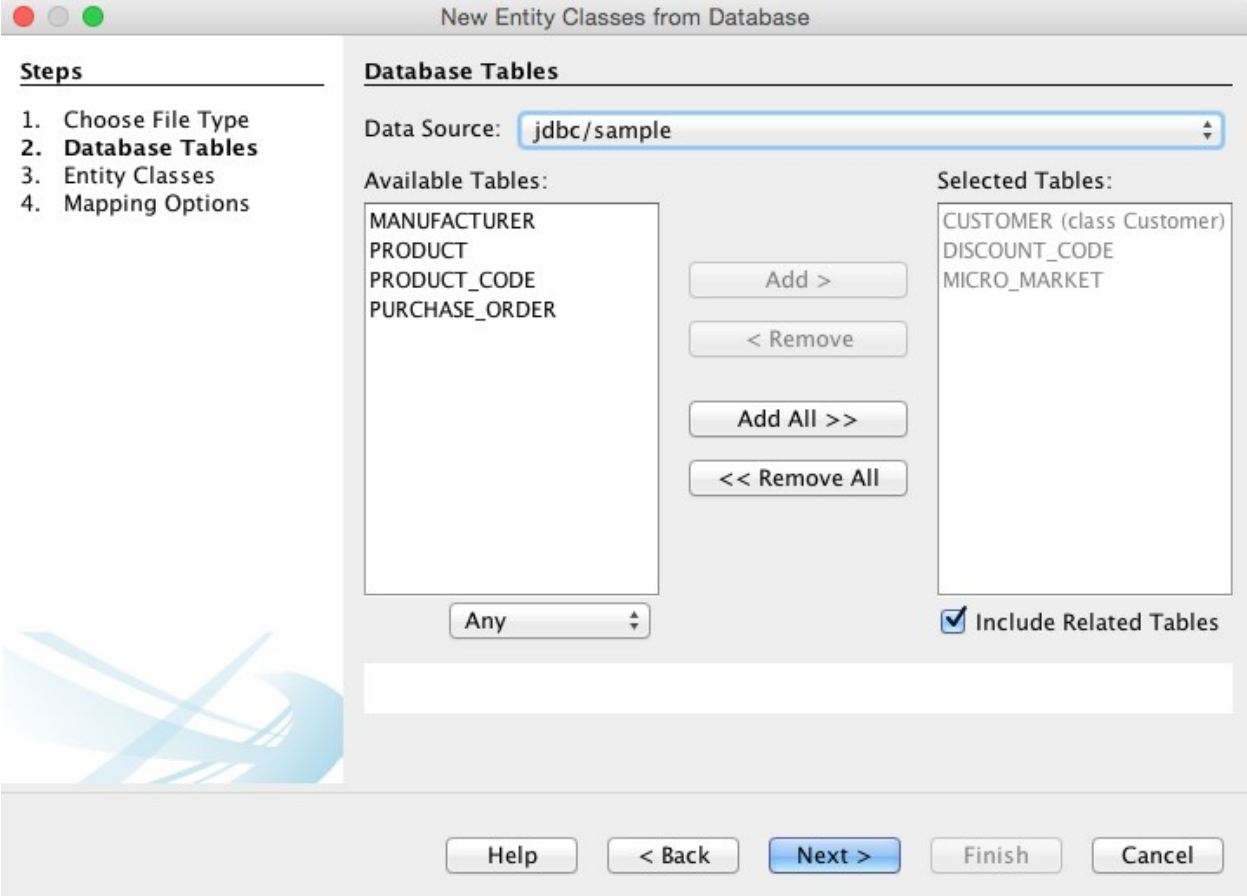 New Entity Classes from Database
Steps
1. Choose File Type
2. Database Tables
3. Entity Classes
4. Mapping Options
Database Tables
Data Source: jdbc/sample
Available Tables:
MANUFACTURER
PRODUCT
PRODUCT_CODE
PURCHASE_ORDER
Any
Add >
< Remove
Add All >>
<< Remove All
Selected Tables:
CUSTOMER (class Customer)
DISCOUNT_CODE
MICRO_MARKET
Include Related Tables
Help < Back Next > Finish Cancel